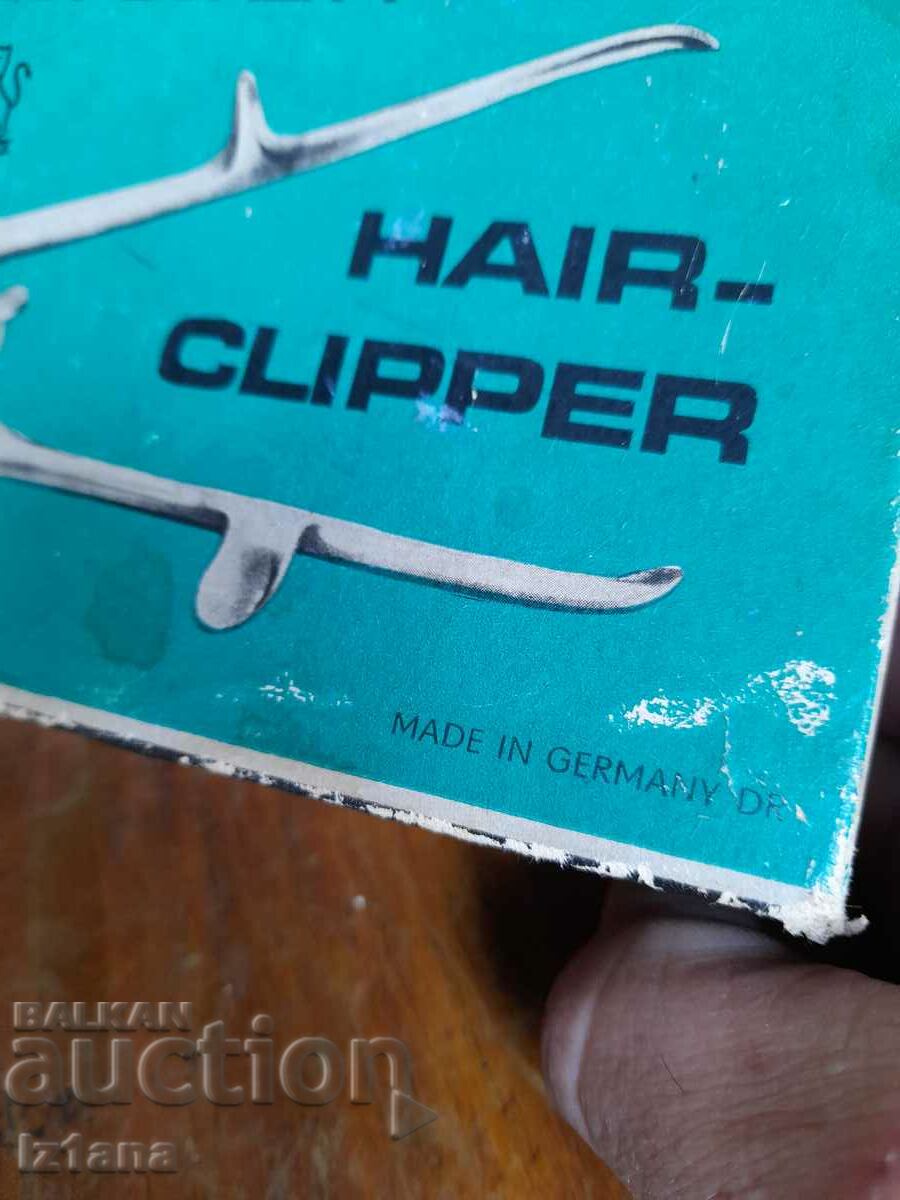 HAIR-
CLIPPER
MADE IN GERMANY DR
BALKAN
auction
Iz1ana